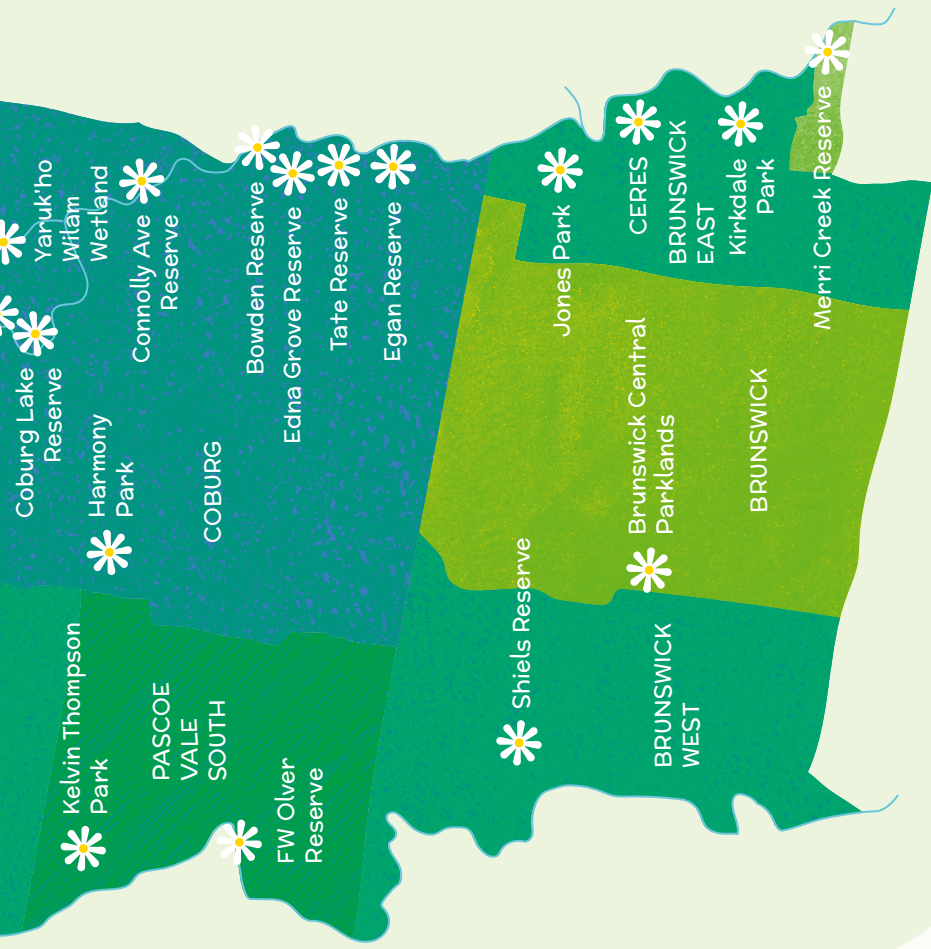 Yarruk'ho
Wilam
Wetland
Connolly Ave
Reserve
Bowden Reserve
Edna Grove Reserve
Tate Reserve
Egan Reserve
Coburg Lake
Reserve
Harmony
Park
COBURG
Kelvin Thompson
Park
PASCOE
VALE
SOUTH
FW Olver
Reserve
Jones Park
CERES
BRUNSWICK
EAST
Kirkdale
Park
Merri Creek Reserve
Brunswick Central
Parklands
BRUNSWICK
Shiels Reserve
BRUNSWICK
WEST